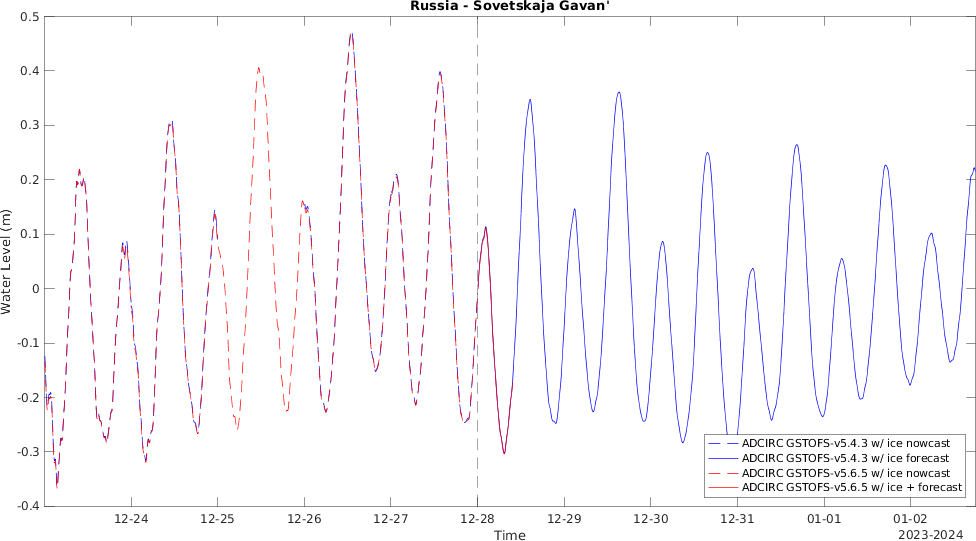 Russia - Sovetskaja Gavan'
Water Level (m)
0.5
0.4
0.3
0.2
0.1
0
-0.1
-0.2
-0.3
-0.4
ADCIRC GSTOFS-v5.4.3 w/ ice nowcast
ADCIRC GSTOFS-v5.4.3 w/ ice forecast
ADCIRC GSTOFS-v5.6.5 w/ ice nowcast
ADCIRC GSTOFS-v5.6.5 w/ ice + forecast
12-24 12-25 12-26 12-27 12-28 12-29 12-30 12-31 01-01 01-02
Time
2023-2024